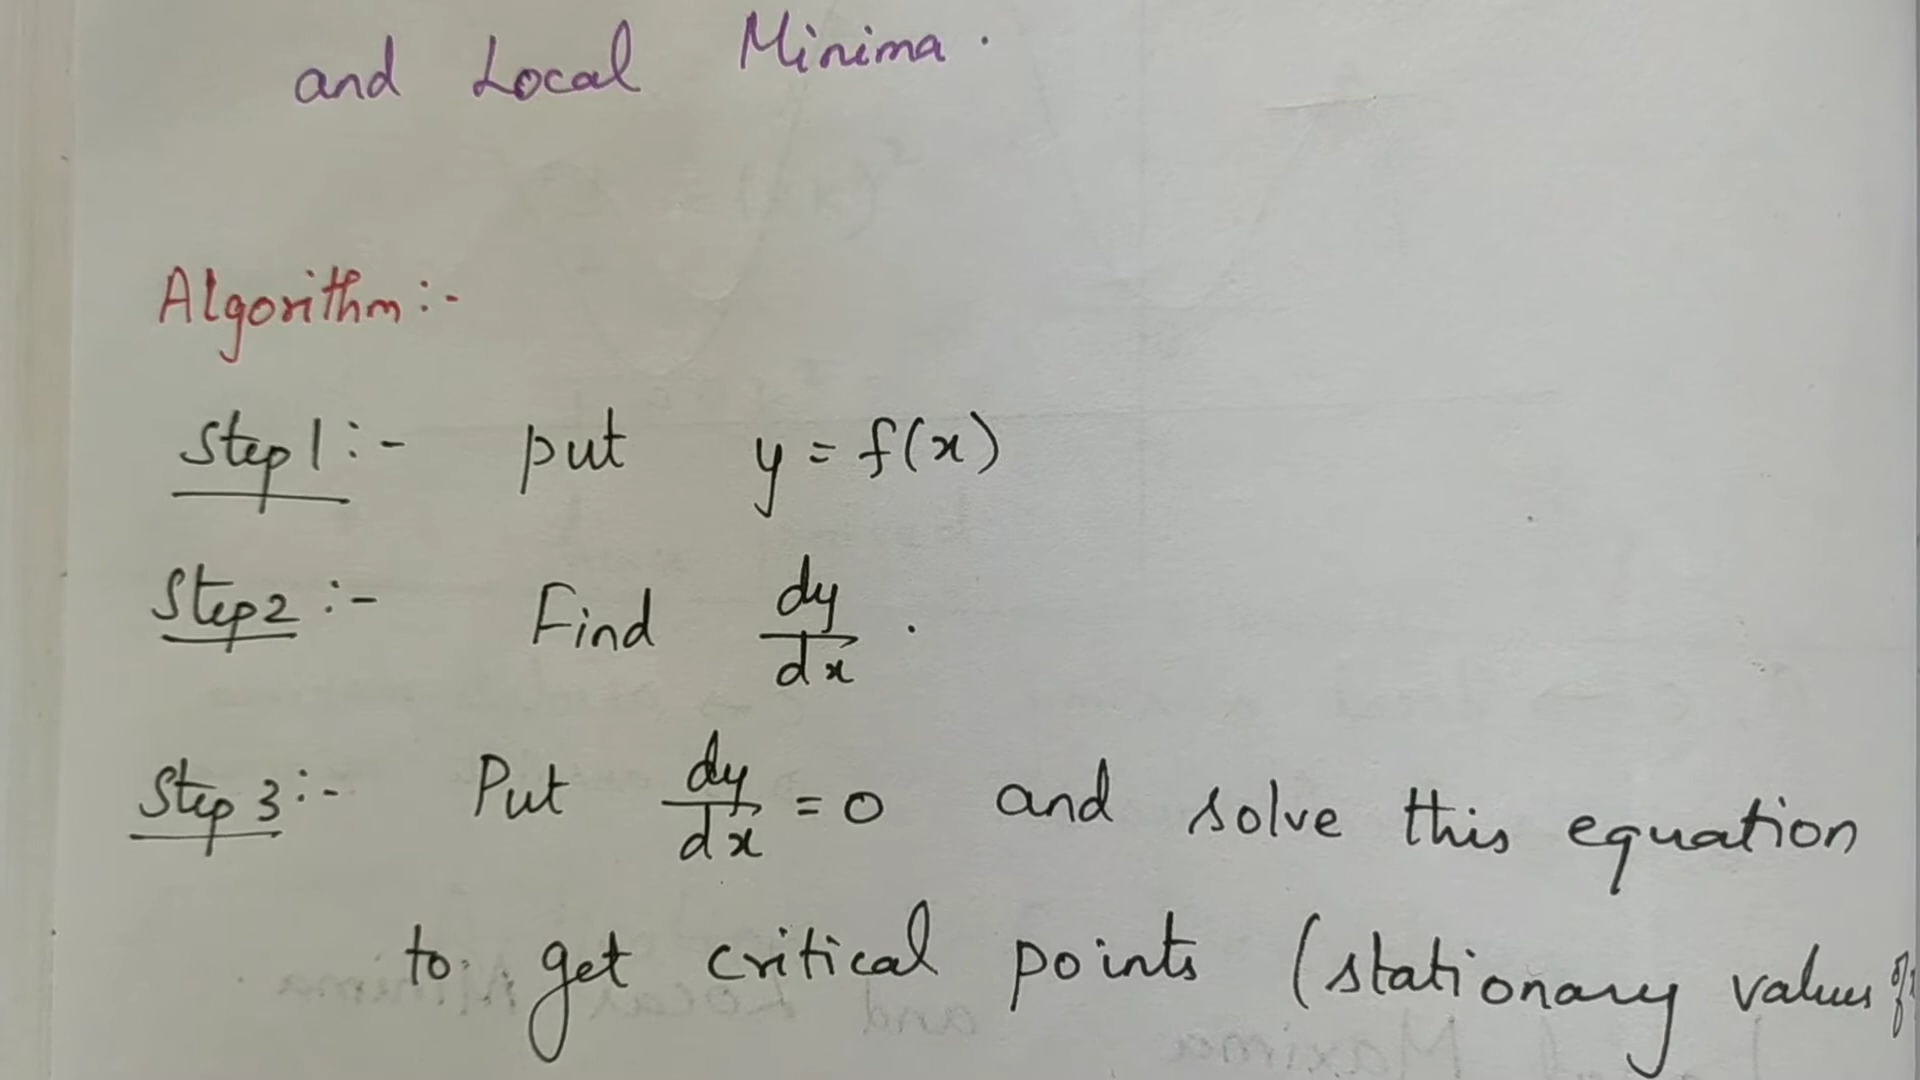 and Local Minima.
Algorithm:-
Step 1:- put y = f(x)
Step 2:- Find dy/dx.
Step 3:- Put dy/dx = 0 and solve this equation
to get critical points (stationary values of